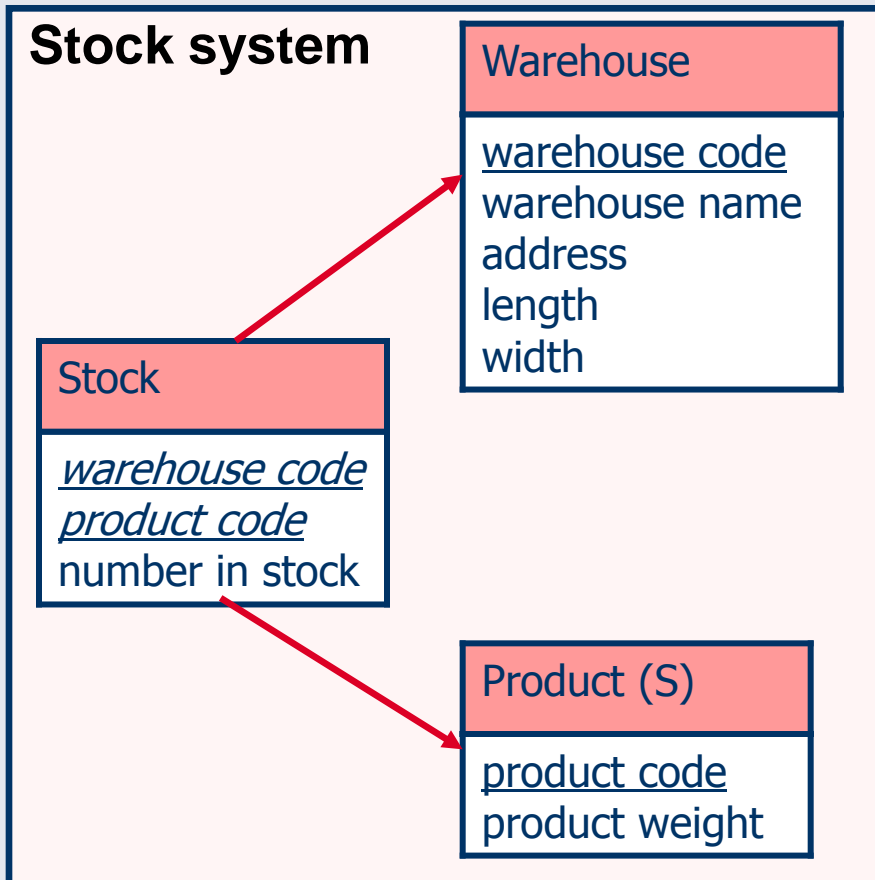 Stock system
Warehouse
warehouse code
warehouse name
address
length
width
Stock
warehouse code
product code
number in stock
Product (S)
product code
product weight